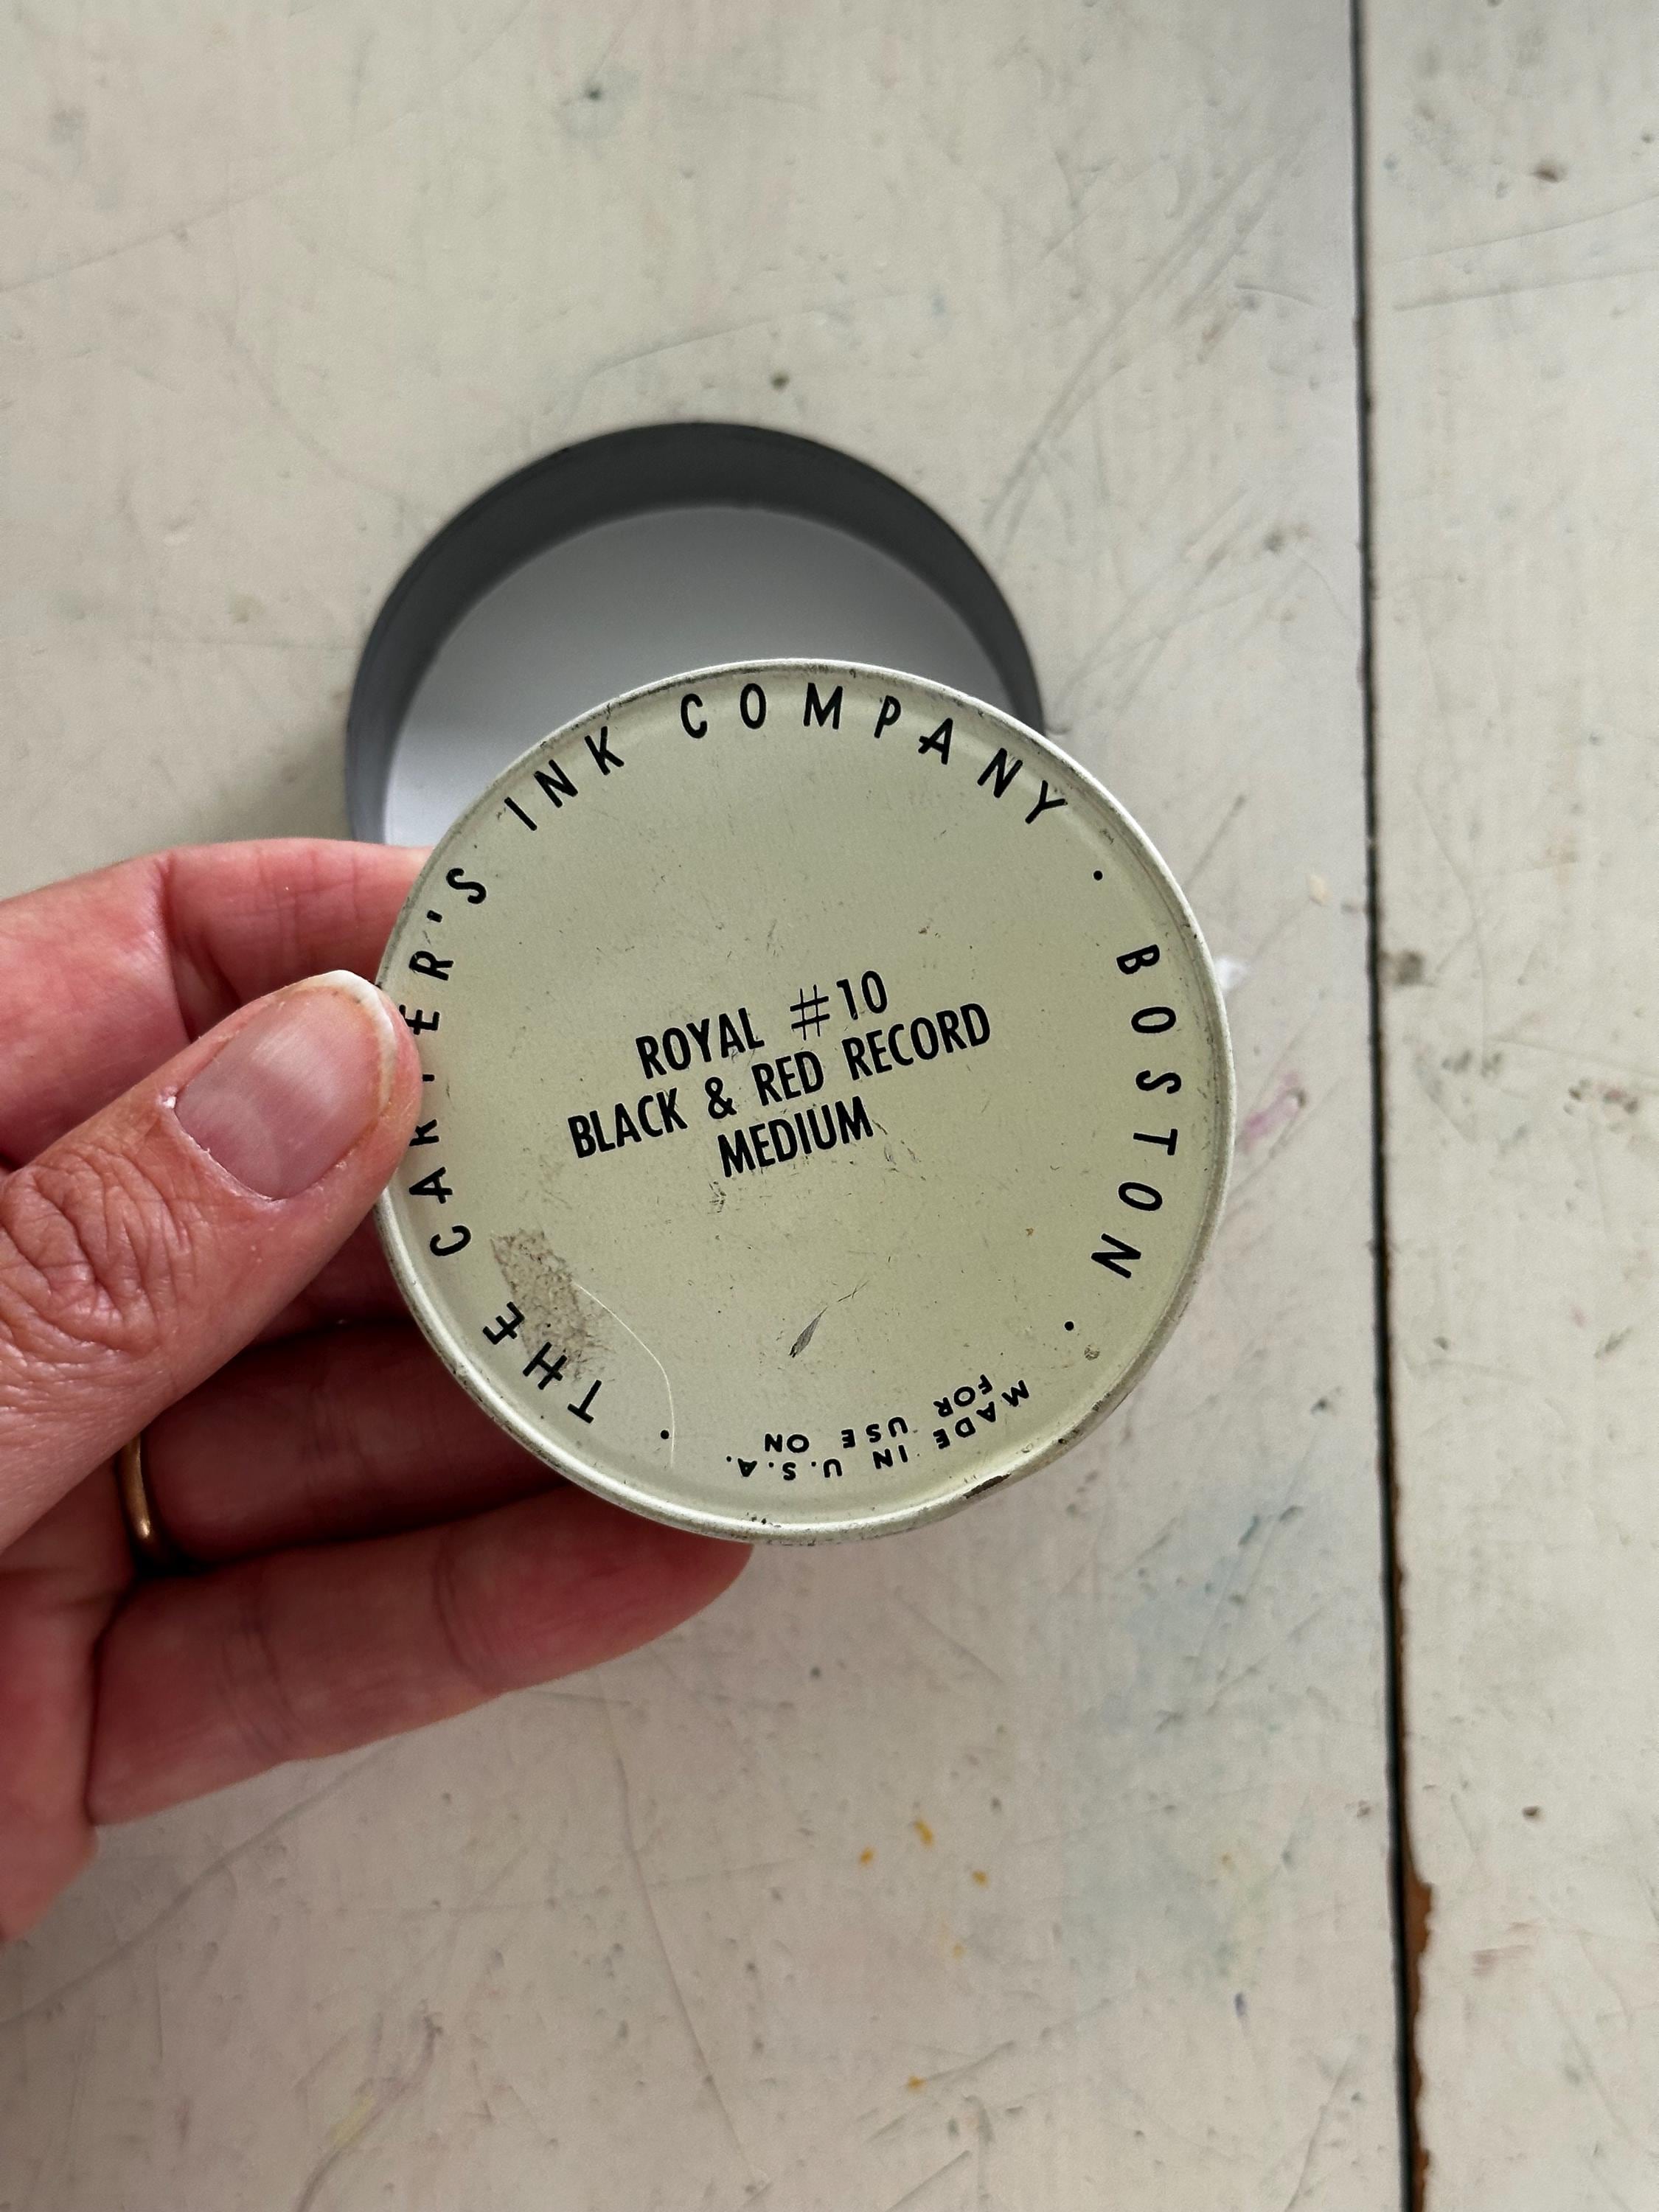 THE CARTER'S INK COMPANY · BOSTON ·
FOR USE ON
ROYAL #10
BLACK & RED RECORD
MEDIUM
MADE IN U.S.A.